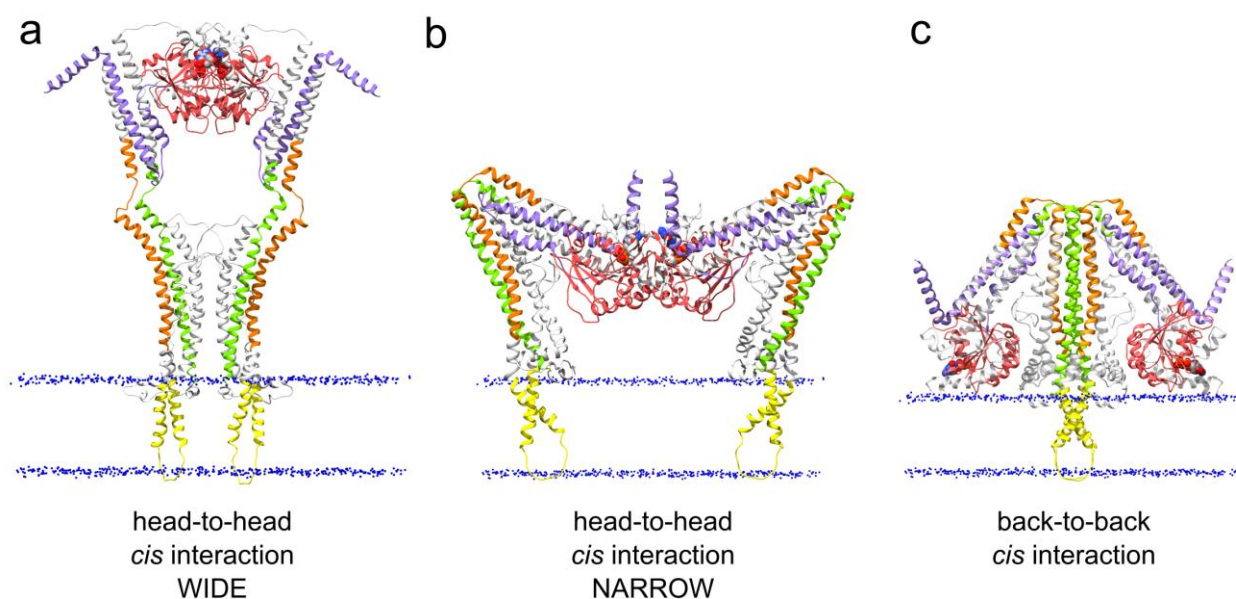 a
b
c
head-to-head
cis interaction
WIDE
head-to-head
cis interaction
NARROW
back-to-back
cis interaction